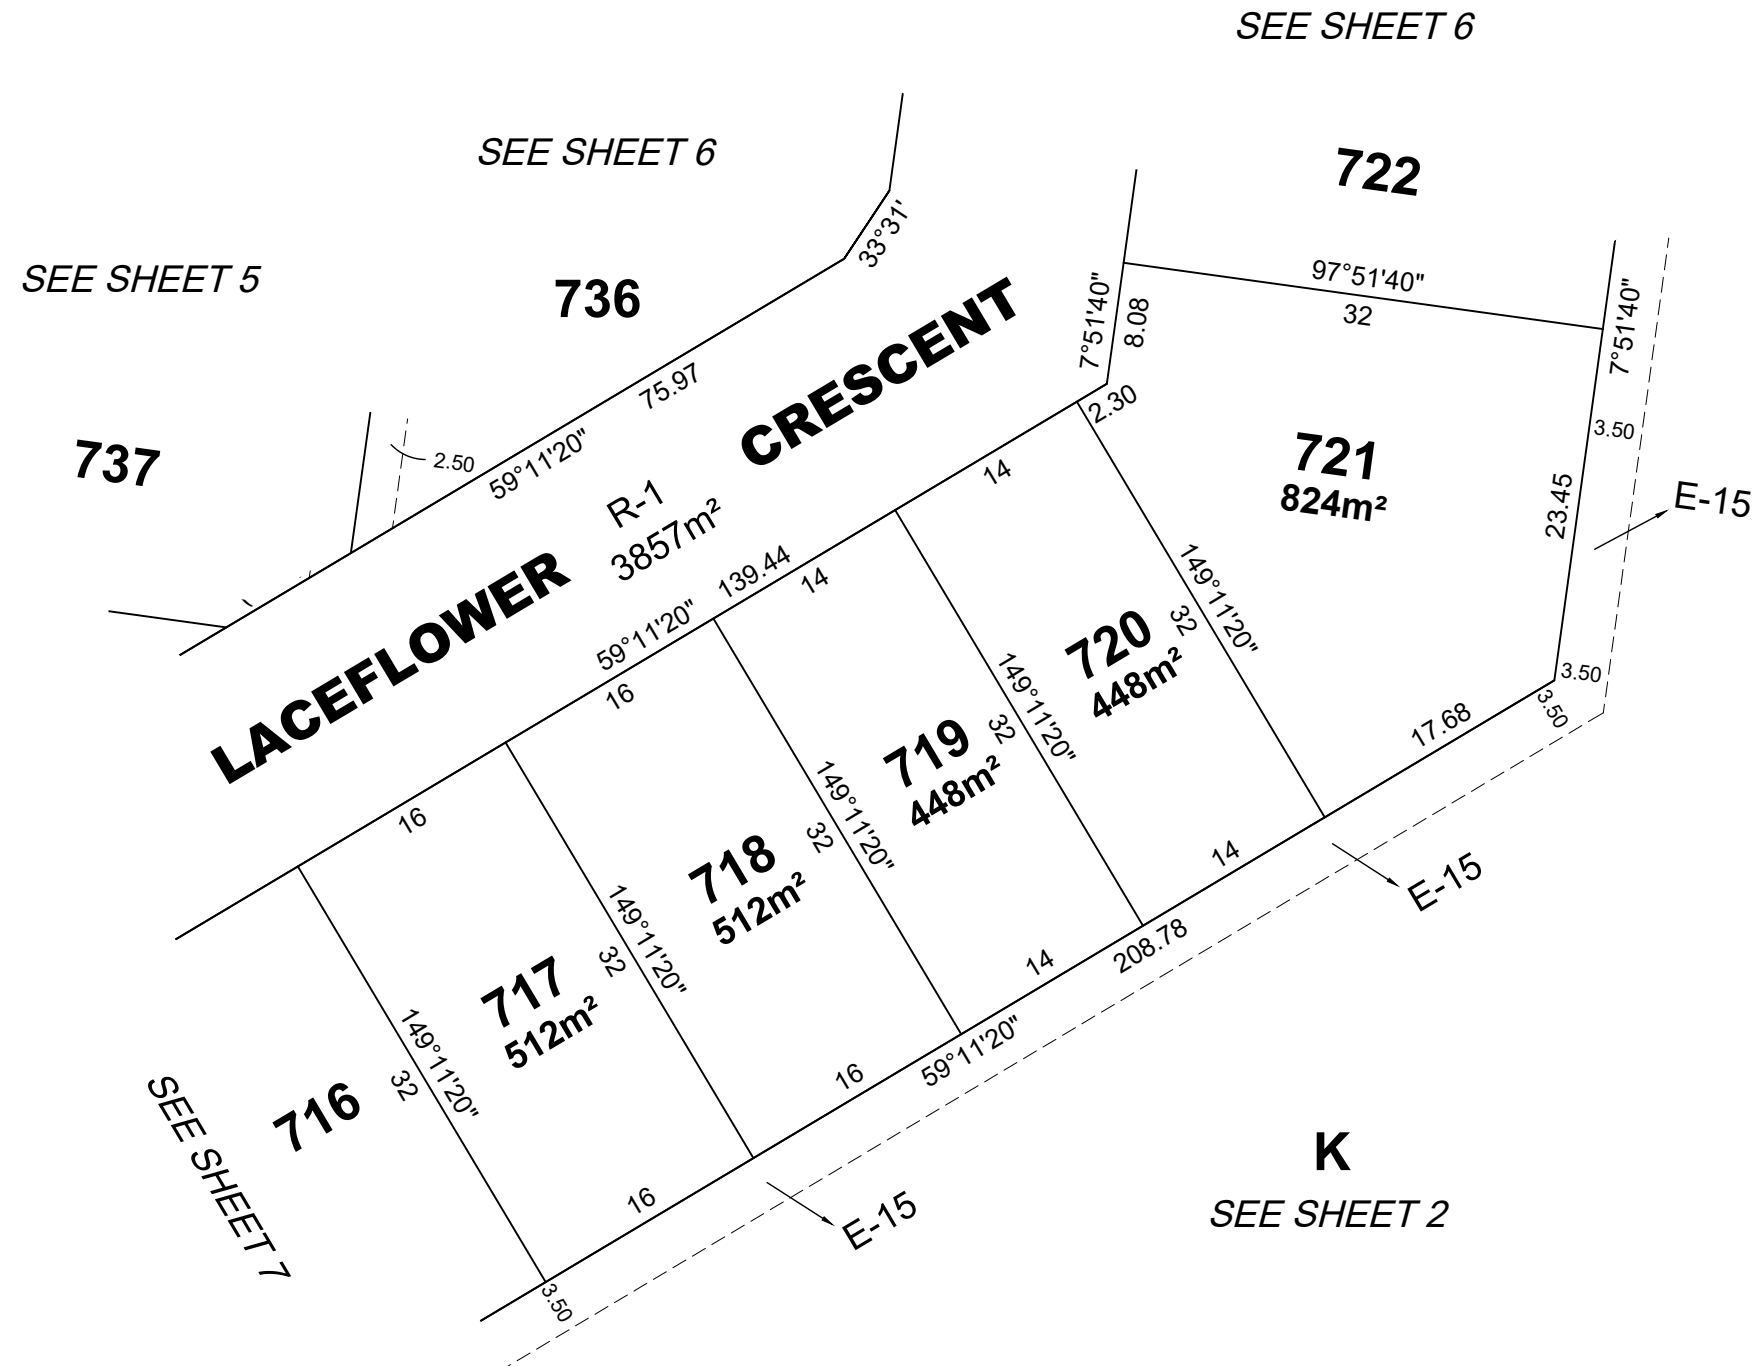 SEE SHEET 6
SEE SHEET 6
722
33°31'
SEE SHEET 5
736
97°51'40"
32
7°51'40"
8.08
7°51'40"
75.97
CRESCENT
2.30
737
2.50
59°11'20"
3.50
721
824m²
14
R-1
3857m²
23.45
E-15
139.44
14
149°11'20"
32
LACEFLOWER
59°11'20"
16
720
448m²
149°11'20"
32
3.50
3.50
17.68
719
448m²
149°11'20"
32
16
14
E-15
718
512m²
149°11'20"
32
14
208.78
717
512m²
149°11'20"
32
16
59°11'20"
716
SEE SHEET 7
16
E-15
3.50
K
SEE SHEET 2